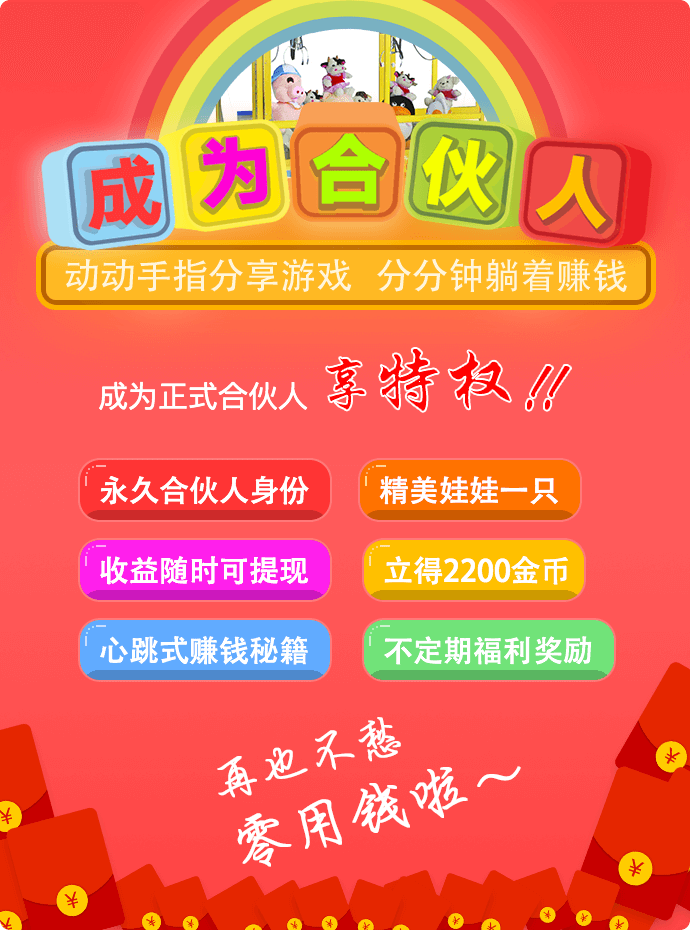 成为合伙人
动动手指分享游戏 分分钟躺着赚钱
成为正式合伙人 享特权!!
永久合伙人身份 精美娃娃一只
收益随时可提现 立得2200金币
心跳式赚钱秘籍 不定期福利奖励
再也不愁
零用钱啦~